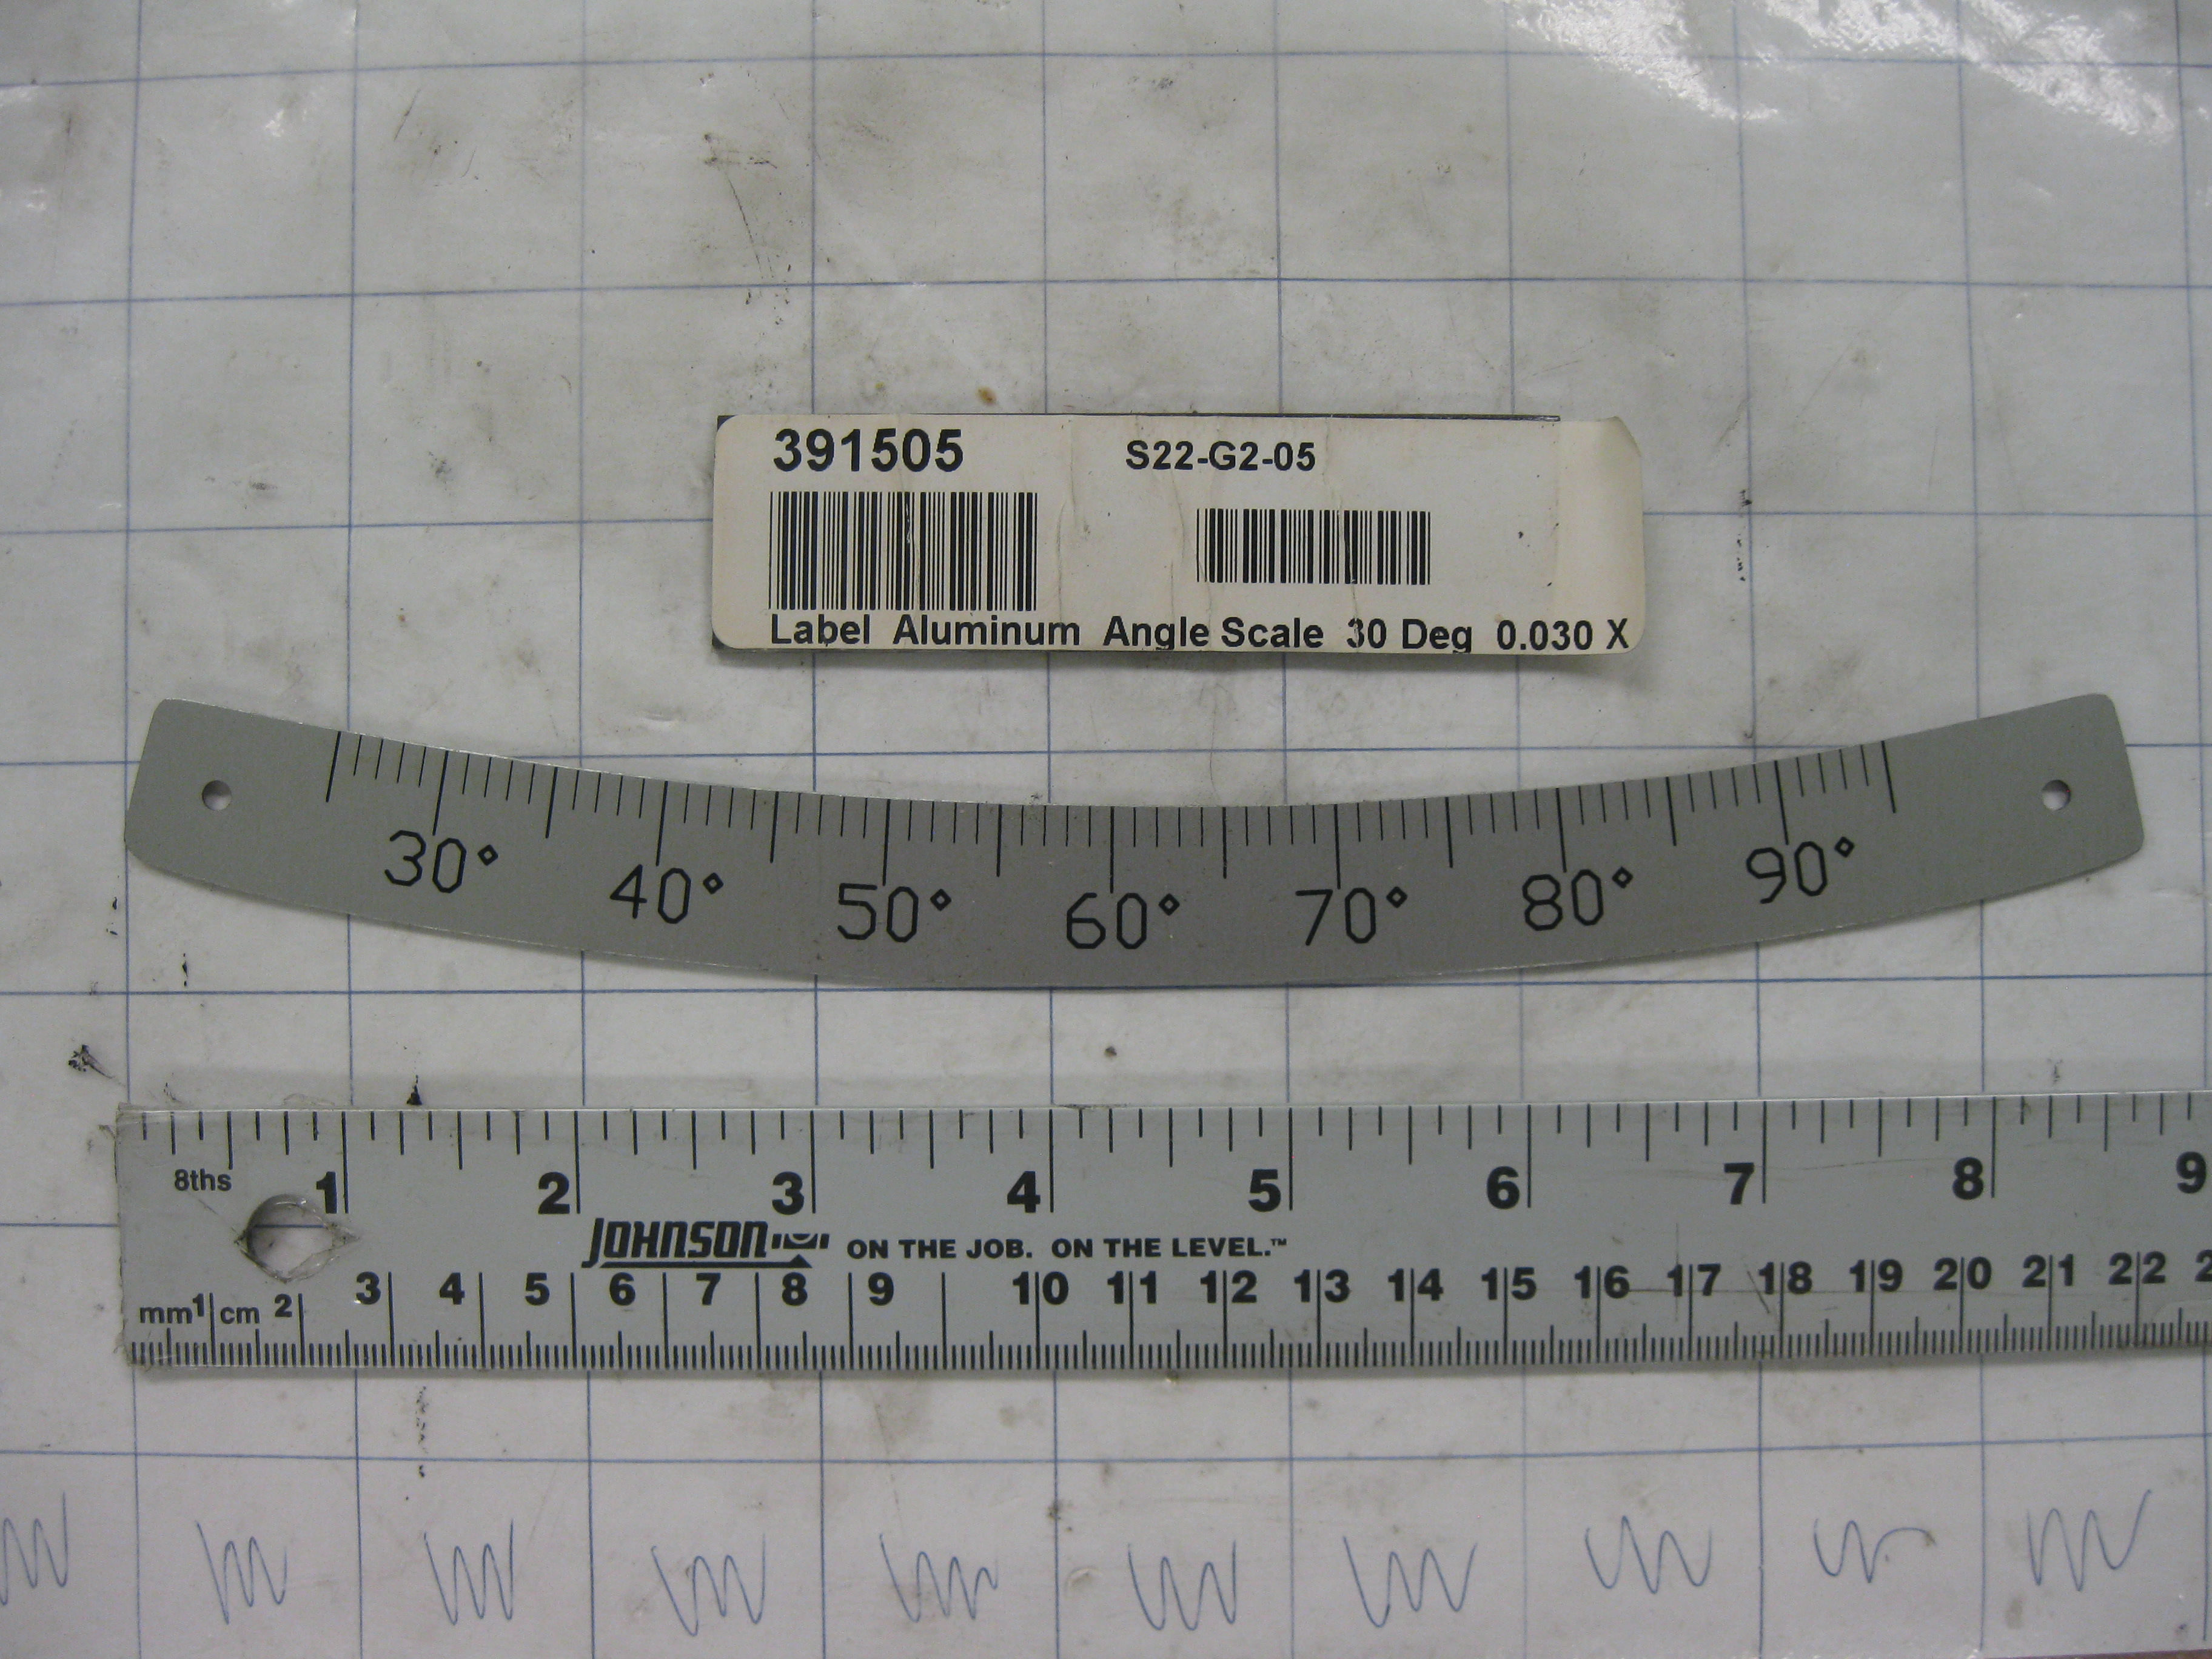 391505 S22-G2-05
Label Aluminum Angle Scale 30 Deg 0.030 X
30° 40° 50° 60° 70° 80° 90°
1 2 3 4 5 6 7 8 9
8ths
JOHNSON ON THE JOB. ON THE LEVEL.™
mm 1 cm 2 3 4 5 6 7 8 9 10 11 12 13 14 15 16 17 18 19 20 21 22